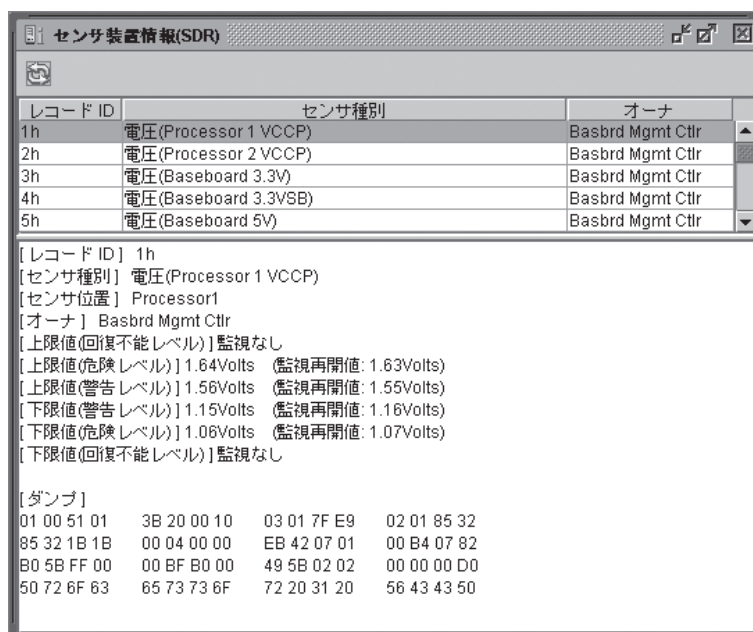 センサ装置情報(SDR)
レコード ID センサ種別 オーナ
1h 電圧(Processor 1 VCCP) Basbrd Mgmt Ctlr
2h 電圧(Processor 2 VCCP) Basbrd Mgmt Ctlr
3h 電圧(Baseboard 3.3V) Basbrd Mgmt Ctlr
4h 電圧(Baseboard 3.3VSB) Basbrd Mgmt Ctlr
5h 電圧(Baseboard 5V) Basbrd Mgmt Ctlr
[レコード ID] 1h
[センサ種別] 電圧(Processor 1 VCCP)
[センサ位置] Processor1
[オーナ] Basbrd Mgmt Ctlr
[上限値(回復不能レベル)]監視なし
[上限値(危険レベル)]1.64Volts (監視再開値: 1.63Volts)
[上限値(警告レベル)]1.56Volts (監視再開値: 1.55Volts)
[下限値(警告レベル)]1.15Volts (監視再開値: 1.16Volts)
[下限値(危険レベル)]1.06Volts (監視再開値: 1.07Volts)
[下限値(回復不能レベル)]監視なし
[ダンプ]
01 00 51 01 3B 20 00 10 03 01 7F E9 02 01 85 32
85 32 1B 1B 00 04 00 00 EB 42 07 01 00 B4 07 82
B0 5B FF 00 00 BF B0 00 49 5B 02 02 00 00 00 D0
50 72 6F 63 65 73 73 6F 72 20 31 20 56 43 43 50